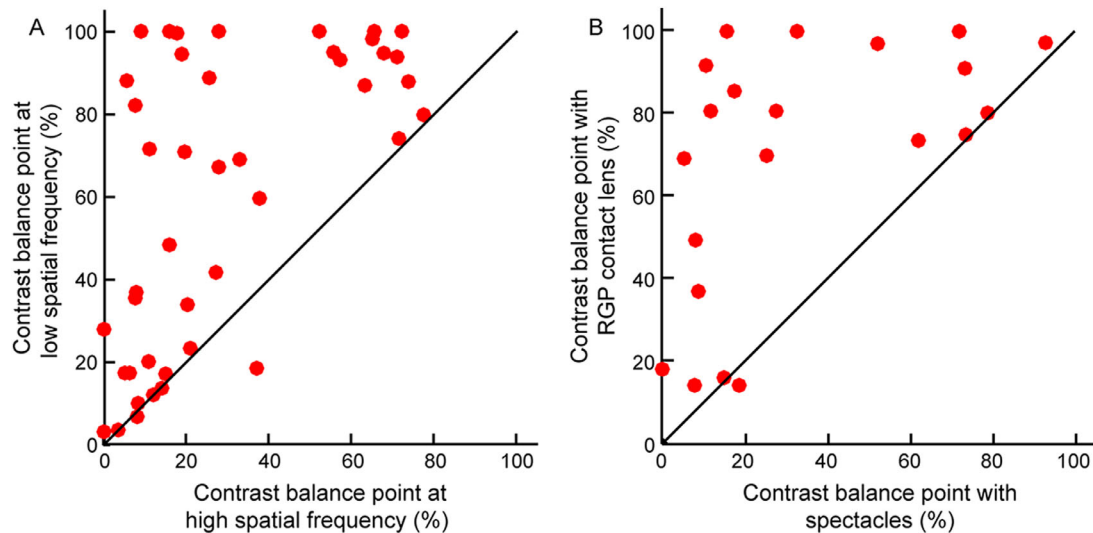 A
Contrast balance point at
low spatial frequency (%)
100
80
60
40
20
0
0 20 40 60 80 100
Contrast balance point at
high spatial frequency (%)
B
Contrast balance point with
RGP contact lens (%)
100
80
60
40
20
0
0 20 40 60 80 100
Contrast balance point with
spectacles (%)